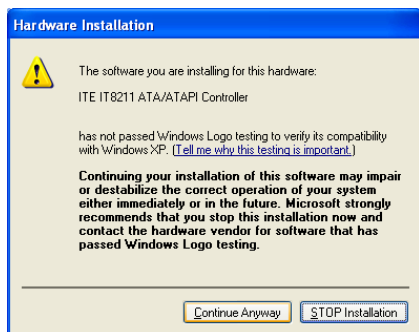 Hardware Installation
The software you are installing for this hardware:
ITE IT8211 ATA/ATAPI Controller
has not passed Windows Logo testing to verify its compatibility
with Windows XP. (Tell me why this testing is important.)
Continuing your installation of this software may impair
or destabilize the correct operation of your system
either immediately or in the future. Microsoft strongly
recommends that you stop this installation now and
contact the hardware vendor for software that has
passed Windows Logo testing.
Continue Anyway
STOP Installation